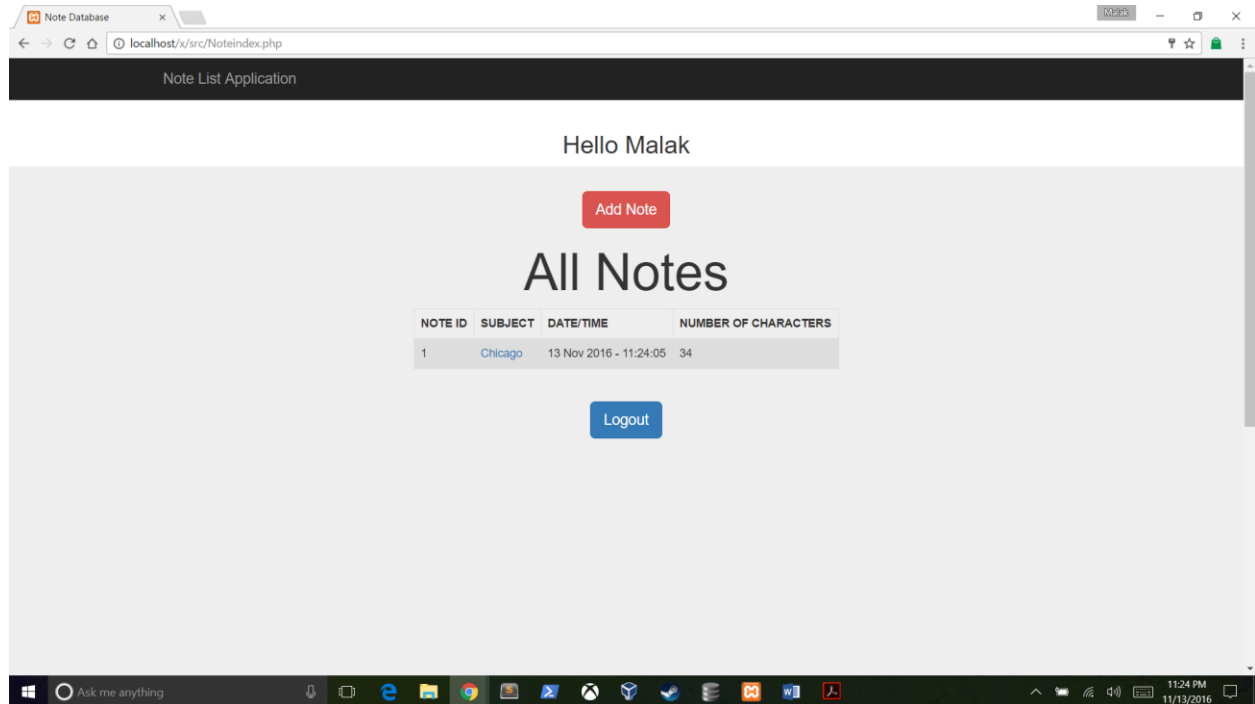 Note Database
Malak
localhost/x/src/Noteindex.php
Note List Application
Hello Malak
Add Note
All Notes
NOTE ID SUBJECT DATE/TIME NUMBER OF CHARACTERS
1 Chicago 13 Nov 2016 - 11:24:05 34
Logout
Ask me anything
11:24 PM
11/13/2016